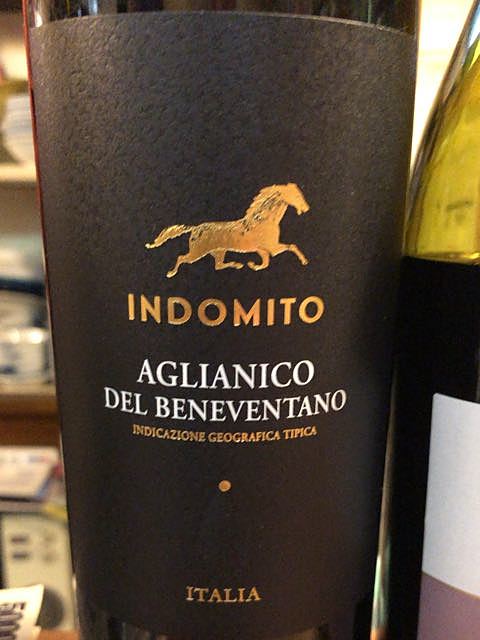 INDOMITO
AGLIANICO
DEL BENEVENTANO
INDICAZIONE GEOGRAFICA TIPICA
ITALIA